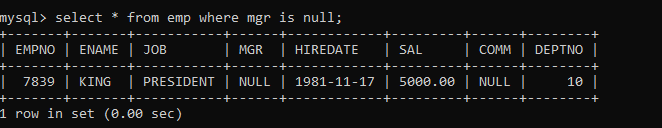 mysql> select * from emp where mgr is null;
+-------+-------+-----------+------+------------+---------+------+--------+
| EMPNO | ENAME | JOB       | MGR  | HIREDATE   | SAL     | COMM | DEPTNO |
+-------+-------+-----------+------+------------+---------+------+--------+
|  7839 | KING  | PRESIDENT | NULL | 1981-11-17 | 5000.00 | NULL |     10 |
+-------+-------+-----------+------+------------+---------+------+--------+
1 row in set (0.00 sec)